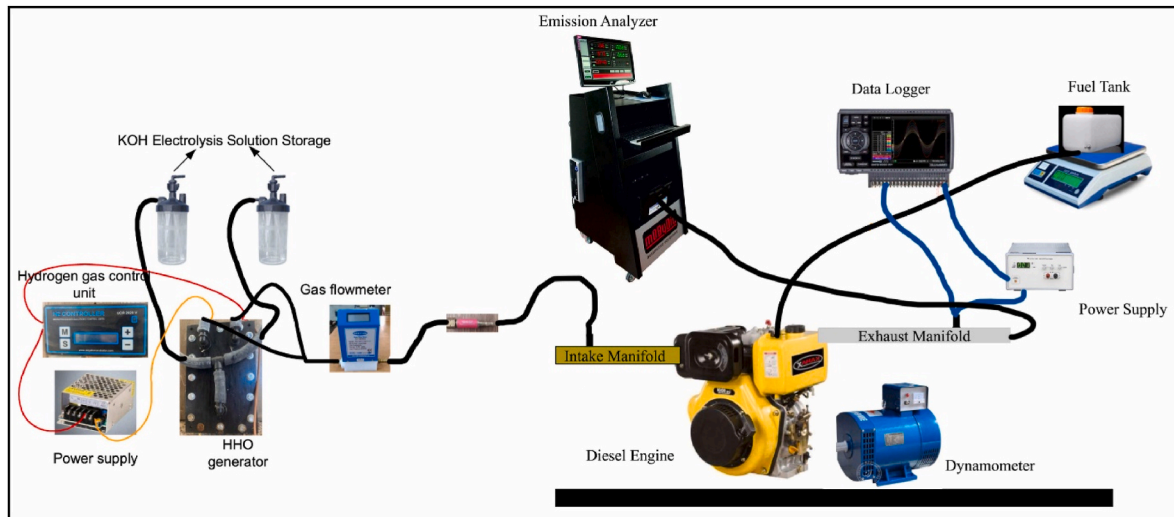 Emission Analyzer
Data Logger
Fuel Tank
KOH Electrolysis Solution Storage
Hydrogen gas control
unit
M
S
Gas flowmeter
Power Supply
Intake Manifold
Exhaust Manifold
HHO
generator
Power supply
Diesel Engine
Dynamometer